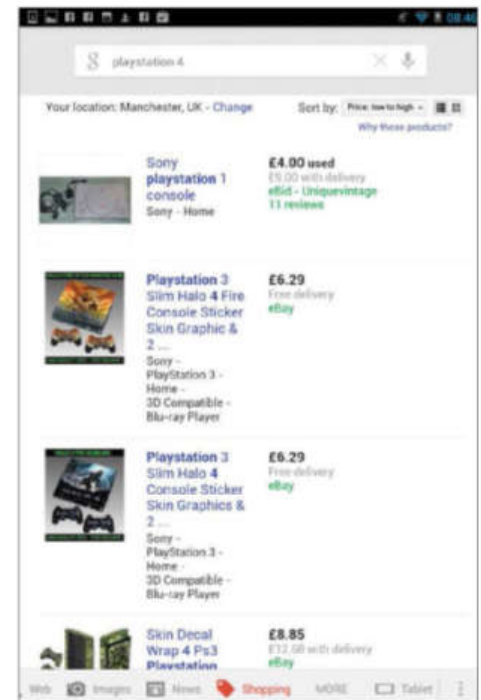 08:46
playstation 4
Your location: Manchester, UK - Change
Sort by: Price: low to high
Why these products?
Sony
playstation 1
console
Sony - Home
£4.00 used
£9.00 with delivery
eBid - Uniquevintage
11 reviews
Playstation 3
Slim Halo 4 Fire
Console Sticker
Skin Graphic &
2 ...
Sony -
PlayStation 3 -
Home -
3D Compatible -
Blu-ray Player
£6.29
Free delivery
eBay
Playstation 3
Slim Halo 4
Console Sticker
Skin Graphics &
2 ...
Sony -
PlayStation 3 -
Home -
3D Compatible -
Blu-ray Player
£6.29
Free delivery
eBay
Skin Decal
Wrap 4 Ps3
Playstation
£8.85
£12.68 with delivery
eBay
Web Images News Shopping MORE Tablet